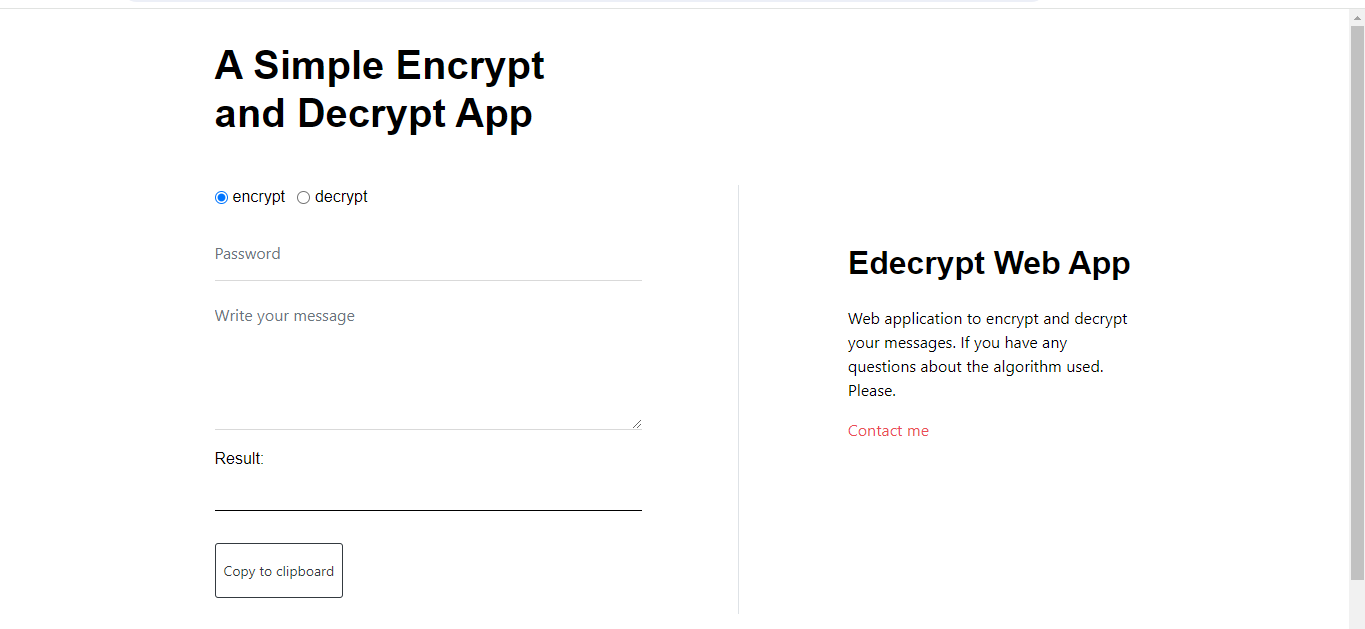 A Simple Encrypt
and Decrypt App
encrypt decrypt
Password
Write your message
Result:
Copy to clipboard
Edecrypt Web App
Web application to encrypt and decrypt
your messages. If you have any
questions about the algorithm used.
Please.
Contact me